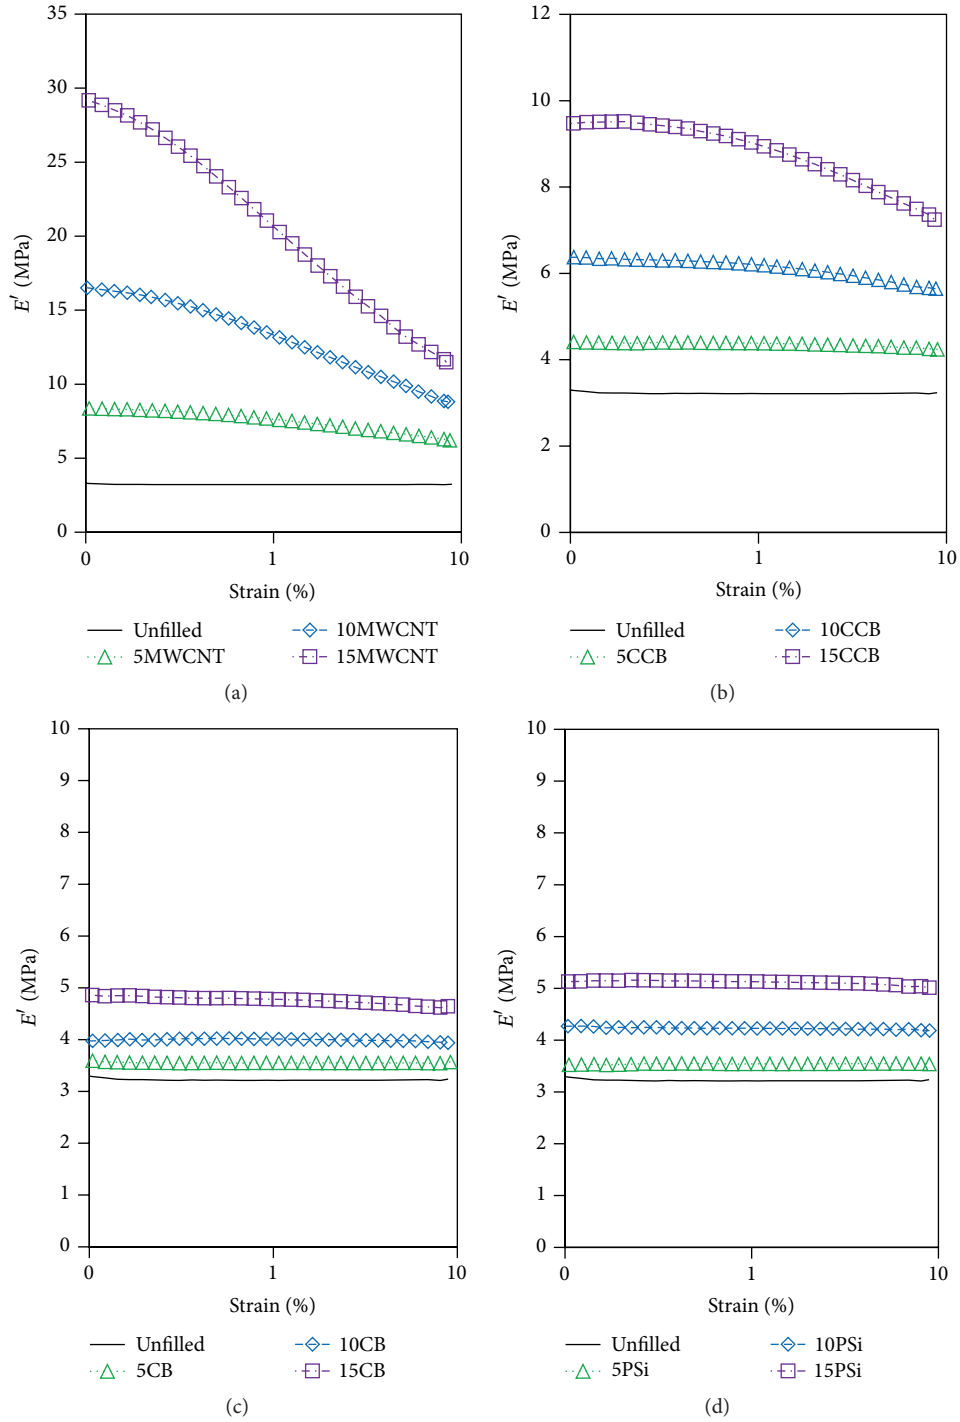 35
30
25
20
15
10
5
0
E′ (MPa)
0 1 10
Strain (%)
Unfilled 10MWCNT
5MWCNT 15MWCNT
(a)
12
10
8
6
4
2
0
E′ (MPa)
0 1 10
Strain (%)
Unfilled 10CCB
5CCB 15CCB
(b)
10
9
8
7
6
5
4
3
2
1
0
E′ (MPa)
0 1 10
Strain (%)
Unfilled 10CB
5CB 15CB
(c)
10
9
8
7
6
5
4
3
2
1
0
E′ (MPa)
0 1 10
Strain (%)
Unfilled 10PSi
5PSi 15PSi
(d)